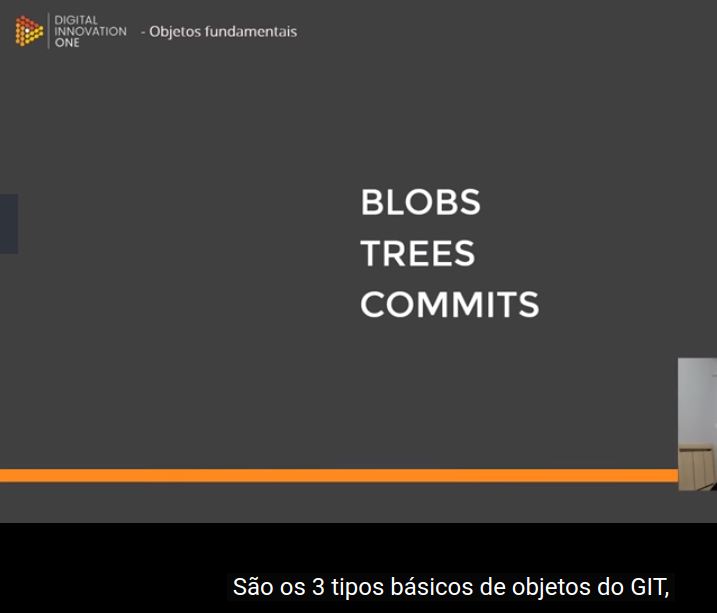 DIGITAL
INNOVATION
ONE
- Objetos fundamentais
BLOBS
TREES
COMMITS
São os 3 tipos básicos de objetos do GIT,